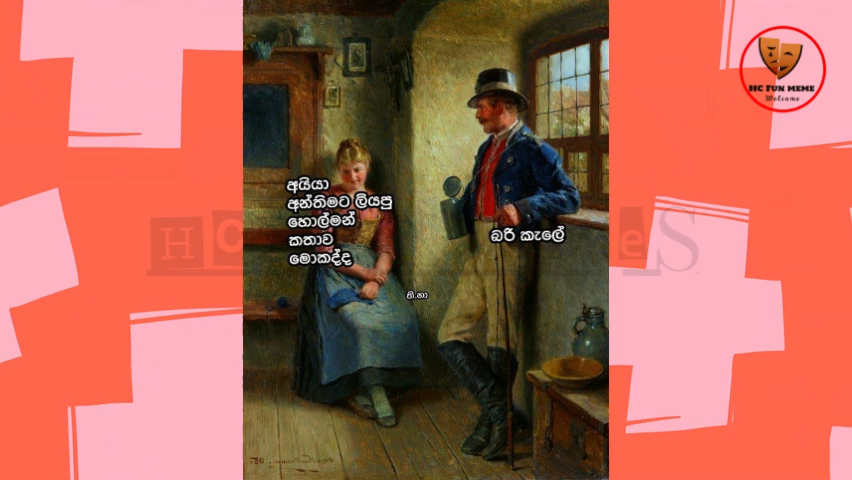 HC FUN MEME
Welcome
අයියා
අන්තිමට ලියපු
හොල්මන්
කතාව
මොකද්ද
බරි කැලේ
ති.නා